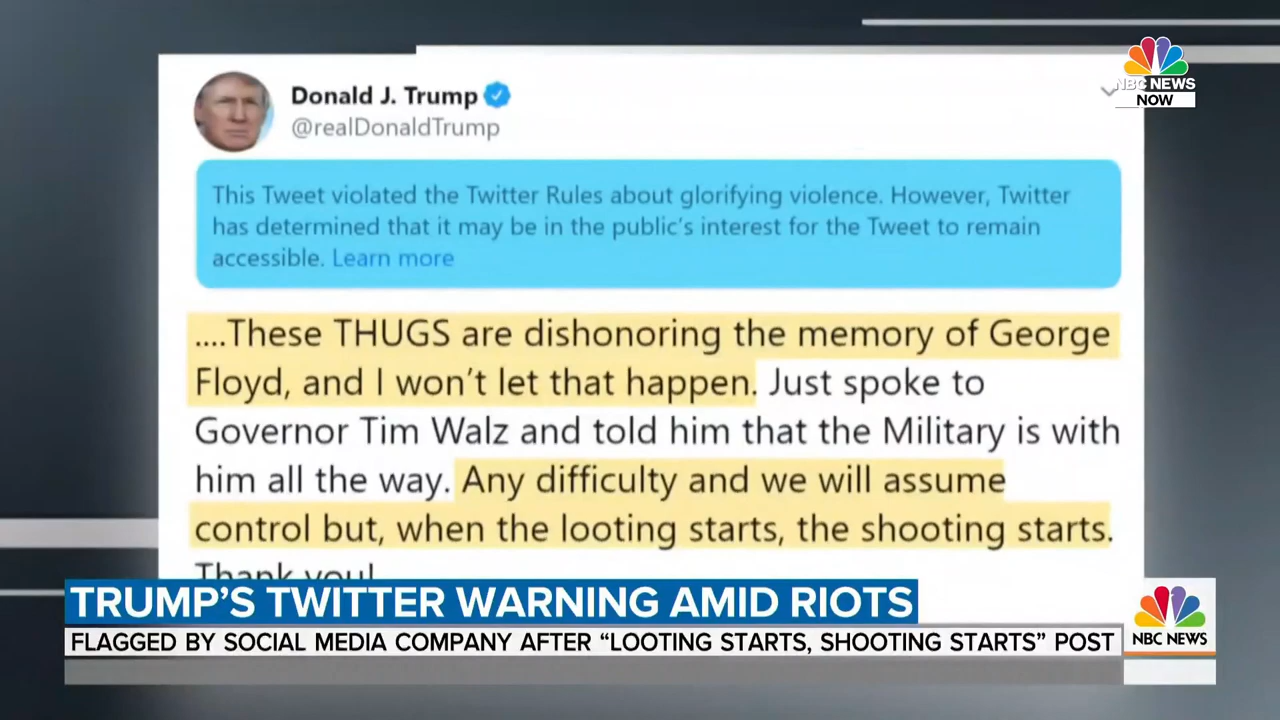 NBC NEWS
NOW
Donald J. Trump
@realDonaldTrump
This Tweet violated the Twitter Rules about glorifying violence. However, Twitter
has determined that it may be in the public's interest for the Tweet to remain
accessible. Learn more
....These THUGS are dishonoring the memory of George
Floyd, and I won't let that happen. Just spoke to
Governor Tim Walz and told him that the Military is with
him all the way. Any difficulty and we will assume
control but, when the looting starts, the shooting starts.
Thank you!
TRUMP'S TWITTER WARNING AMID RIOTS
FLAGGED BY SOCIAL MEDIA COMPANY AFTER “LOOTING STARTS, SHOOTING STARTS” POST
NBC NEWS